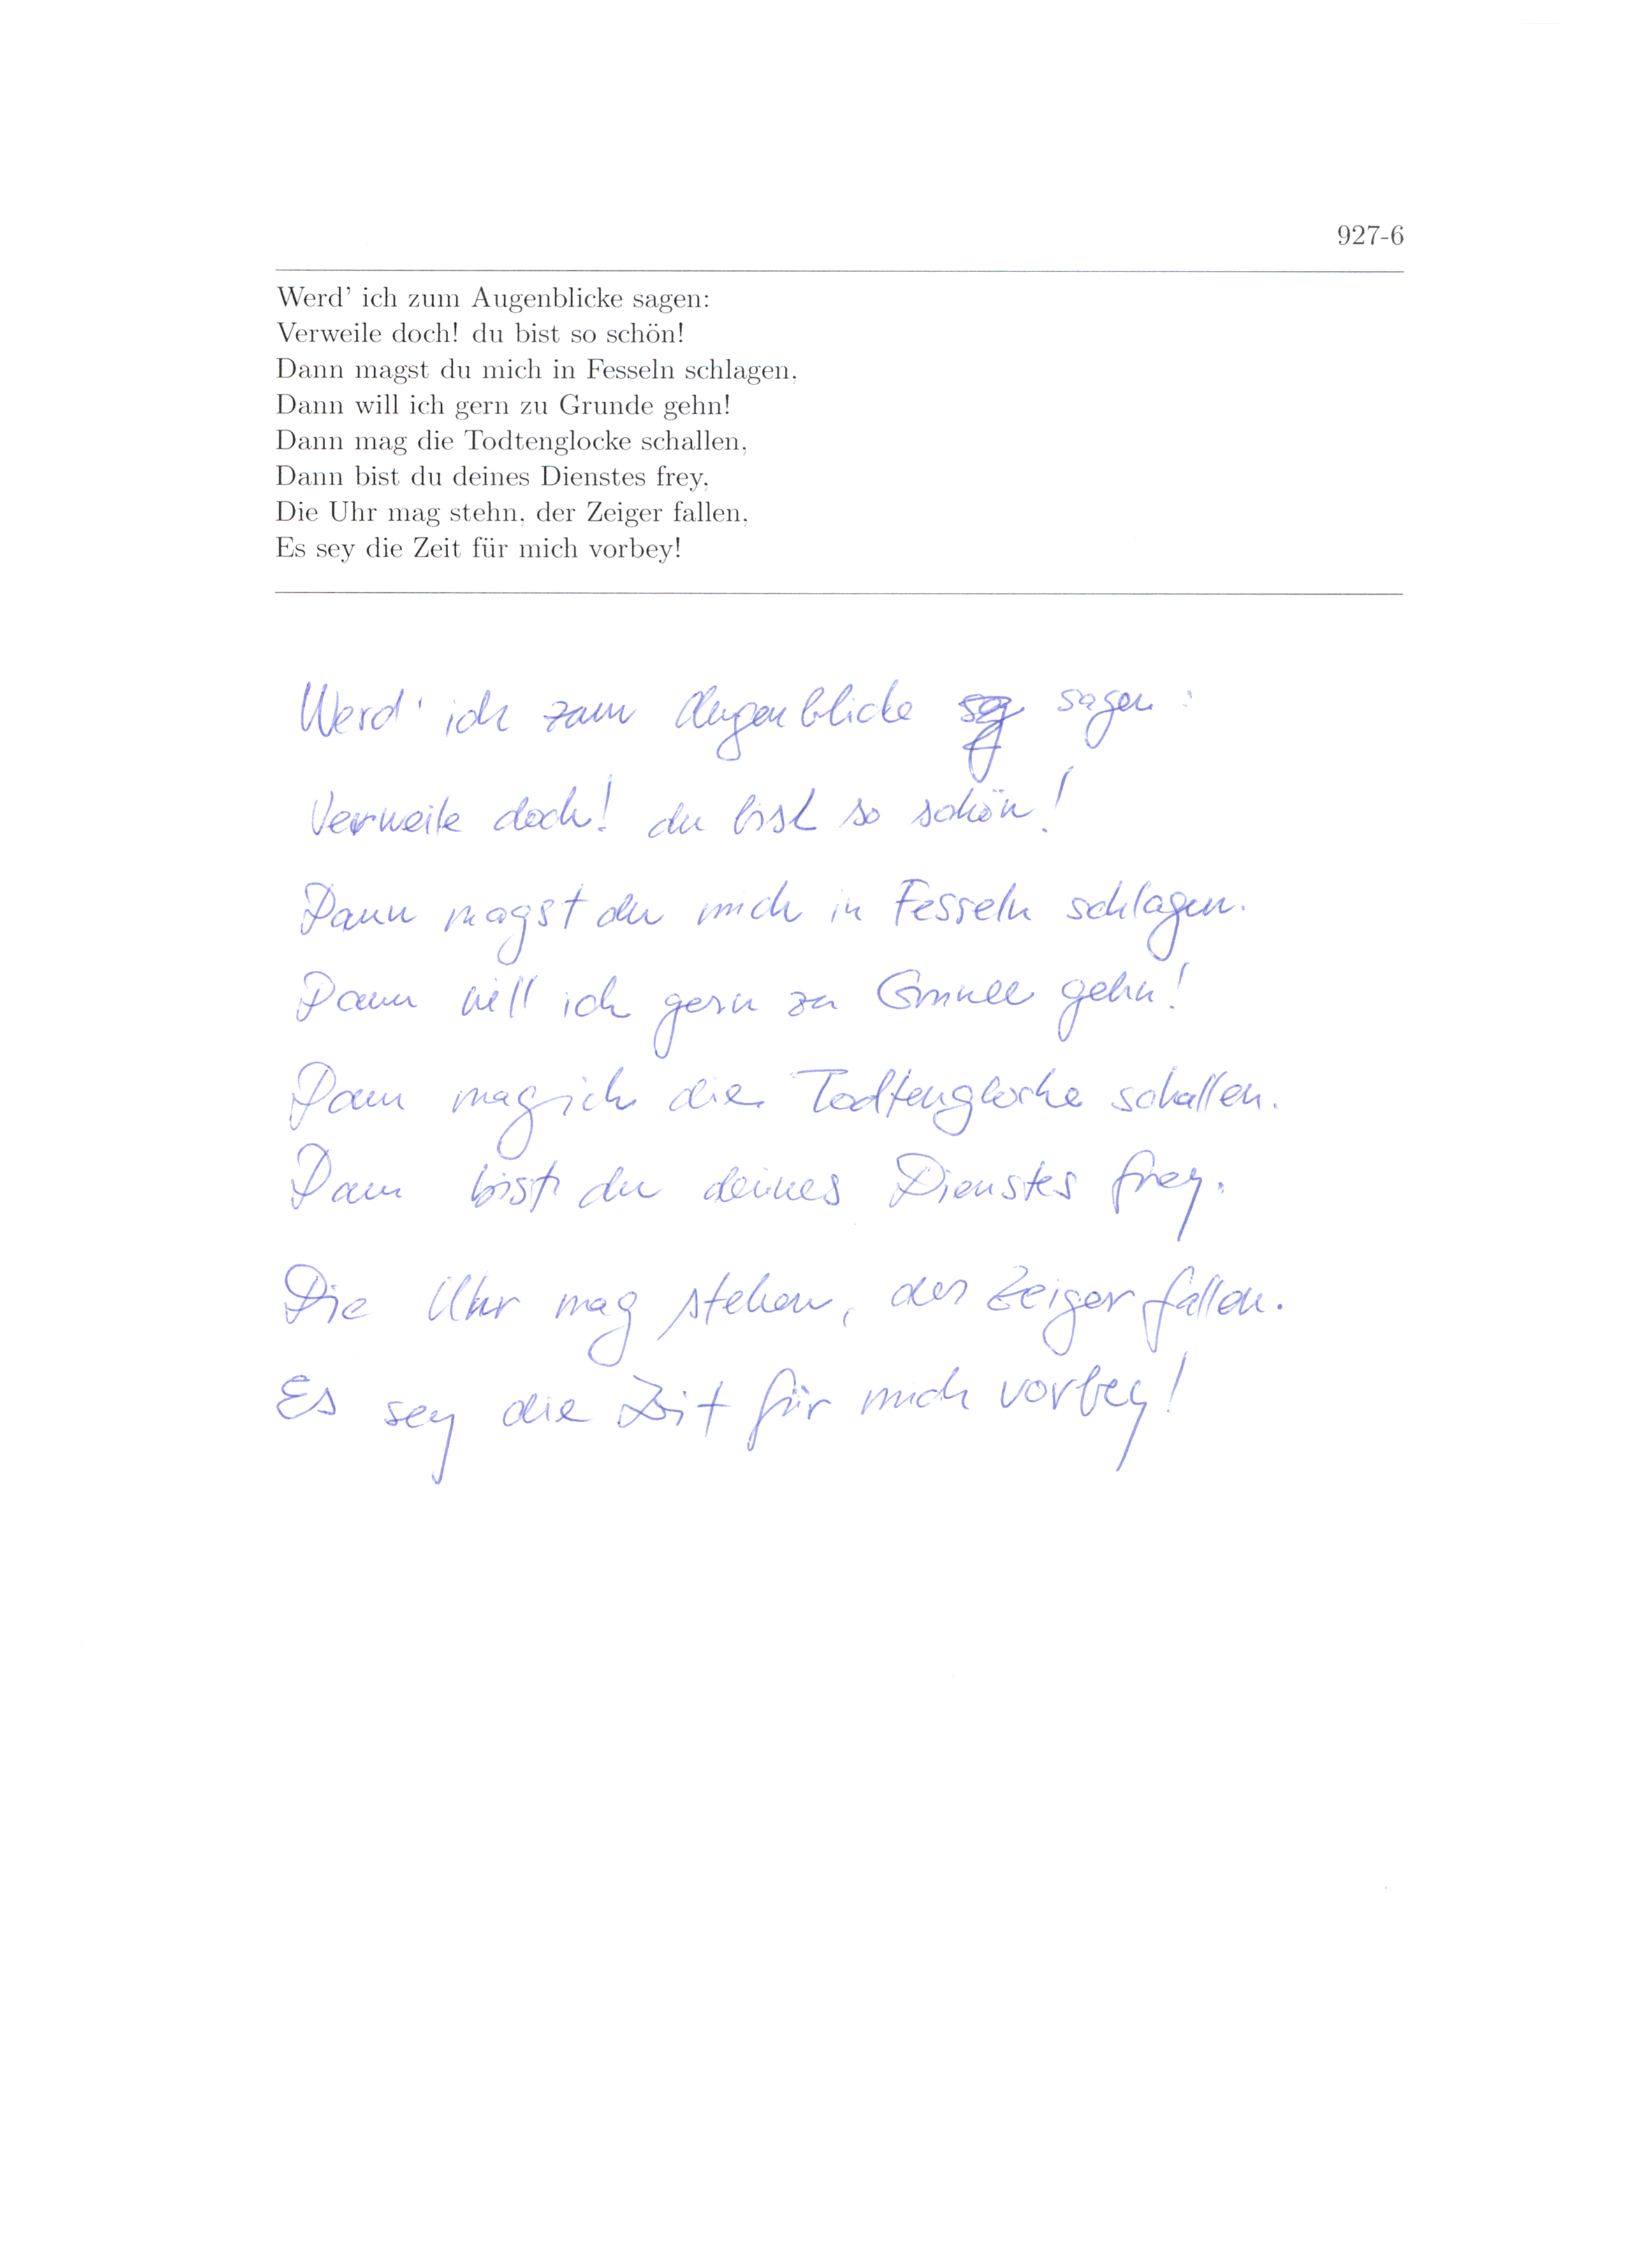 927-6
Werd' ich zum Augenblicke sagen:
Verweile doch! du bist so schön!
Dann magst du mich in Fesseln schlagen,
Dann will ich gern zu Grunde gehn!
Dann mag die Todtenglocke schallen,
Dann bist du deines Dienstes frey,
Die Uhr mag stehn, der Zeiger fallen,
Es sey die Zeit für mich vorbey!
Werd' ich zum Augenblicke sagen:
Verweile doch! du bist so schön!
Dann magst du mich in Fesseln schlagen.
Dann will ich gern zu Grunde gehn!
Dann mag ich die Todtenglocke schallen.
Dann bist du deines Dienstes frey.
Die Uhr mag stehen, der Zeiger fallen.
Es sey die Zeit für mich vorbey!